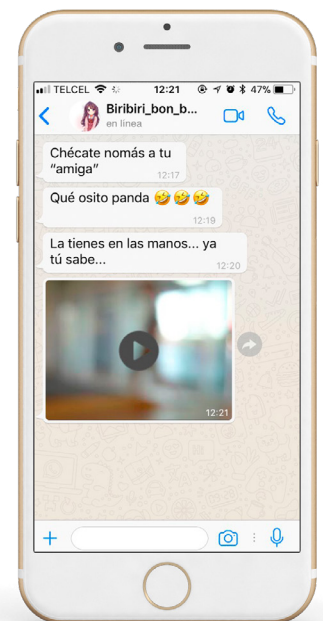 TELCEL 12:21 47%
Biribiri_bon_b...
en línea
Chécate nomás a tu
“amiga”
12:17
Qué osito panda 🤣🤣🤣
12:19
La tienes en las manos... ya
tú sabe...
12:20
12:21